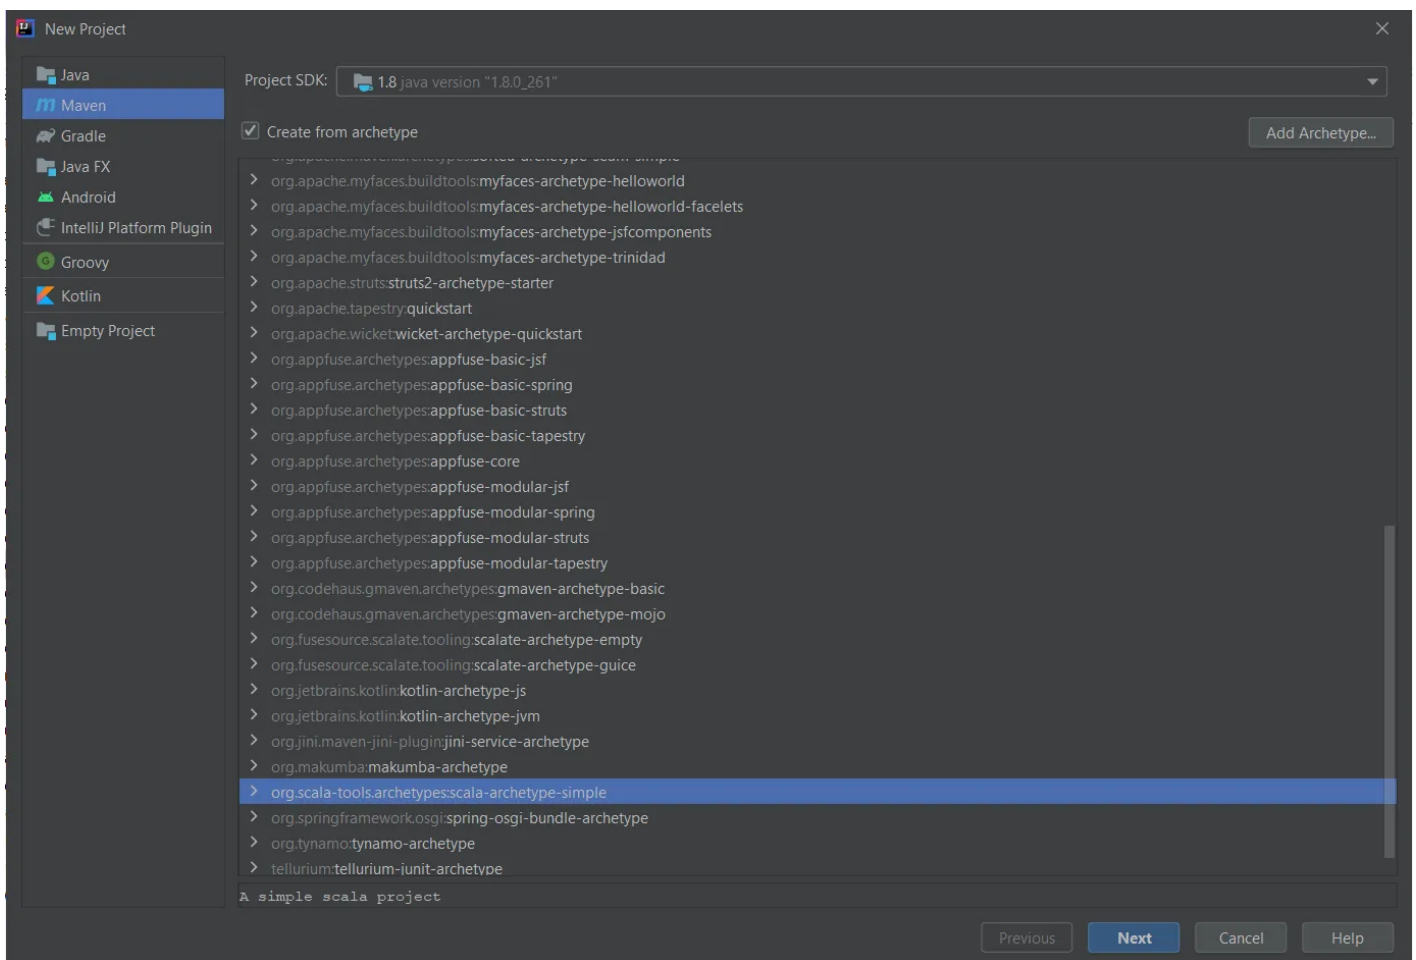 New Project
Java
Maven
Gradle
Java FX
Android
IntelliJ Platform Plugin
Groovy
Kotlin
Empty Project
Project SDK: 1.8 java version "1.8.0_261"
Create from archetype
Add Archetype...
org.apache.maven.archetypes:softeu-archetype-seam-simple
org.apache.myfaces.buildtools:myfaces-archetype-helloworld
org.apache.myfaces.buildtools:myfaces-archetype-helloworld-facelets
org.apache.myfaces.buildtools:myfaces-archetype-jsfcomponents
org.apache.myfaces.buildtools:myfaces-archetype-trinidad
org.apache.struts:struts2-archetype-starter
org.apache.tapestry:quickstart
org.apache.wicket:wicket-archetype-quickstart
org.appfuse.archetypes:appfuse-basic-jsf
org.appfuse.archetypes:appfuse-basic-spring
org.appfuse.archetypes:appfuse-basic-struts
org.appfuse.archetypes:appfuse-basic-tapestry
org.appfuse.archetypes:appfuse-core
org.appfuse.archetypes:appfuse-modular-jsf
org.appfuse.archetypes:appfuse-modular-spring
org.appfuse.archetypes:appfuse-modular-struts
org.appfuse.archetypes:appfuse-modular-tapestry
org.codehaus.gmaven.archetypes:gmaven-archetype-basic
org.codehaus.gmaven.archetypes:gmaven-archetype-mojo
org.fusesource.scalate.tooling:scalate-archetype-empty
org.fusesource.scalate.tooling:scalate-archetype-guice
org.jetbrains.kotlin:kotlin-archetype-js
org.jetbrains.kotlin:kotlin-archetype-jvm
org.jini.maven-jini-plugin:jini-service-archetype
org.makumba:makumba-archetype
org.scala-tools.archetypes:scala-archetype-simple
org.springframework.osgi:spring-osgi-bundle-archetype
org.tynamo:tynamo-archetype
tellurium:tellurium-junit-archetype
A simple scala project
Previous
Next
Cancel
Help